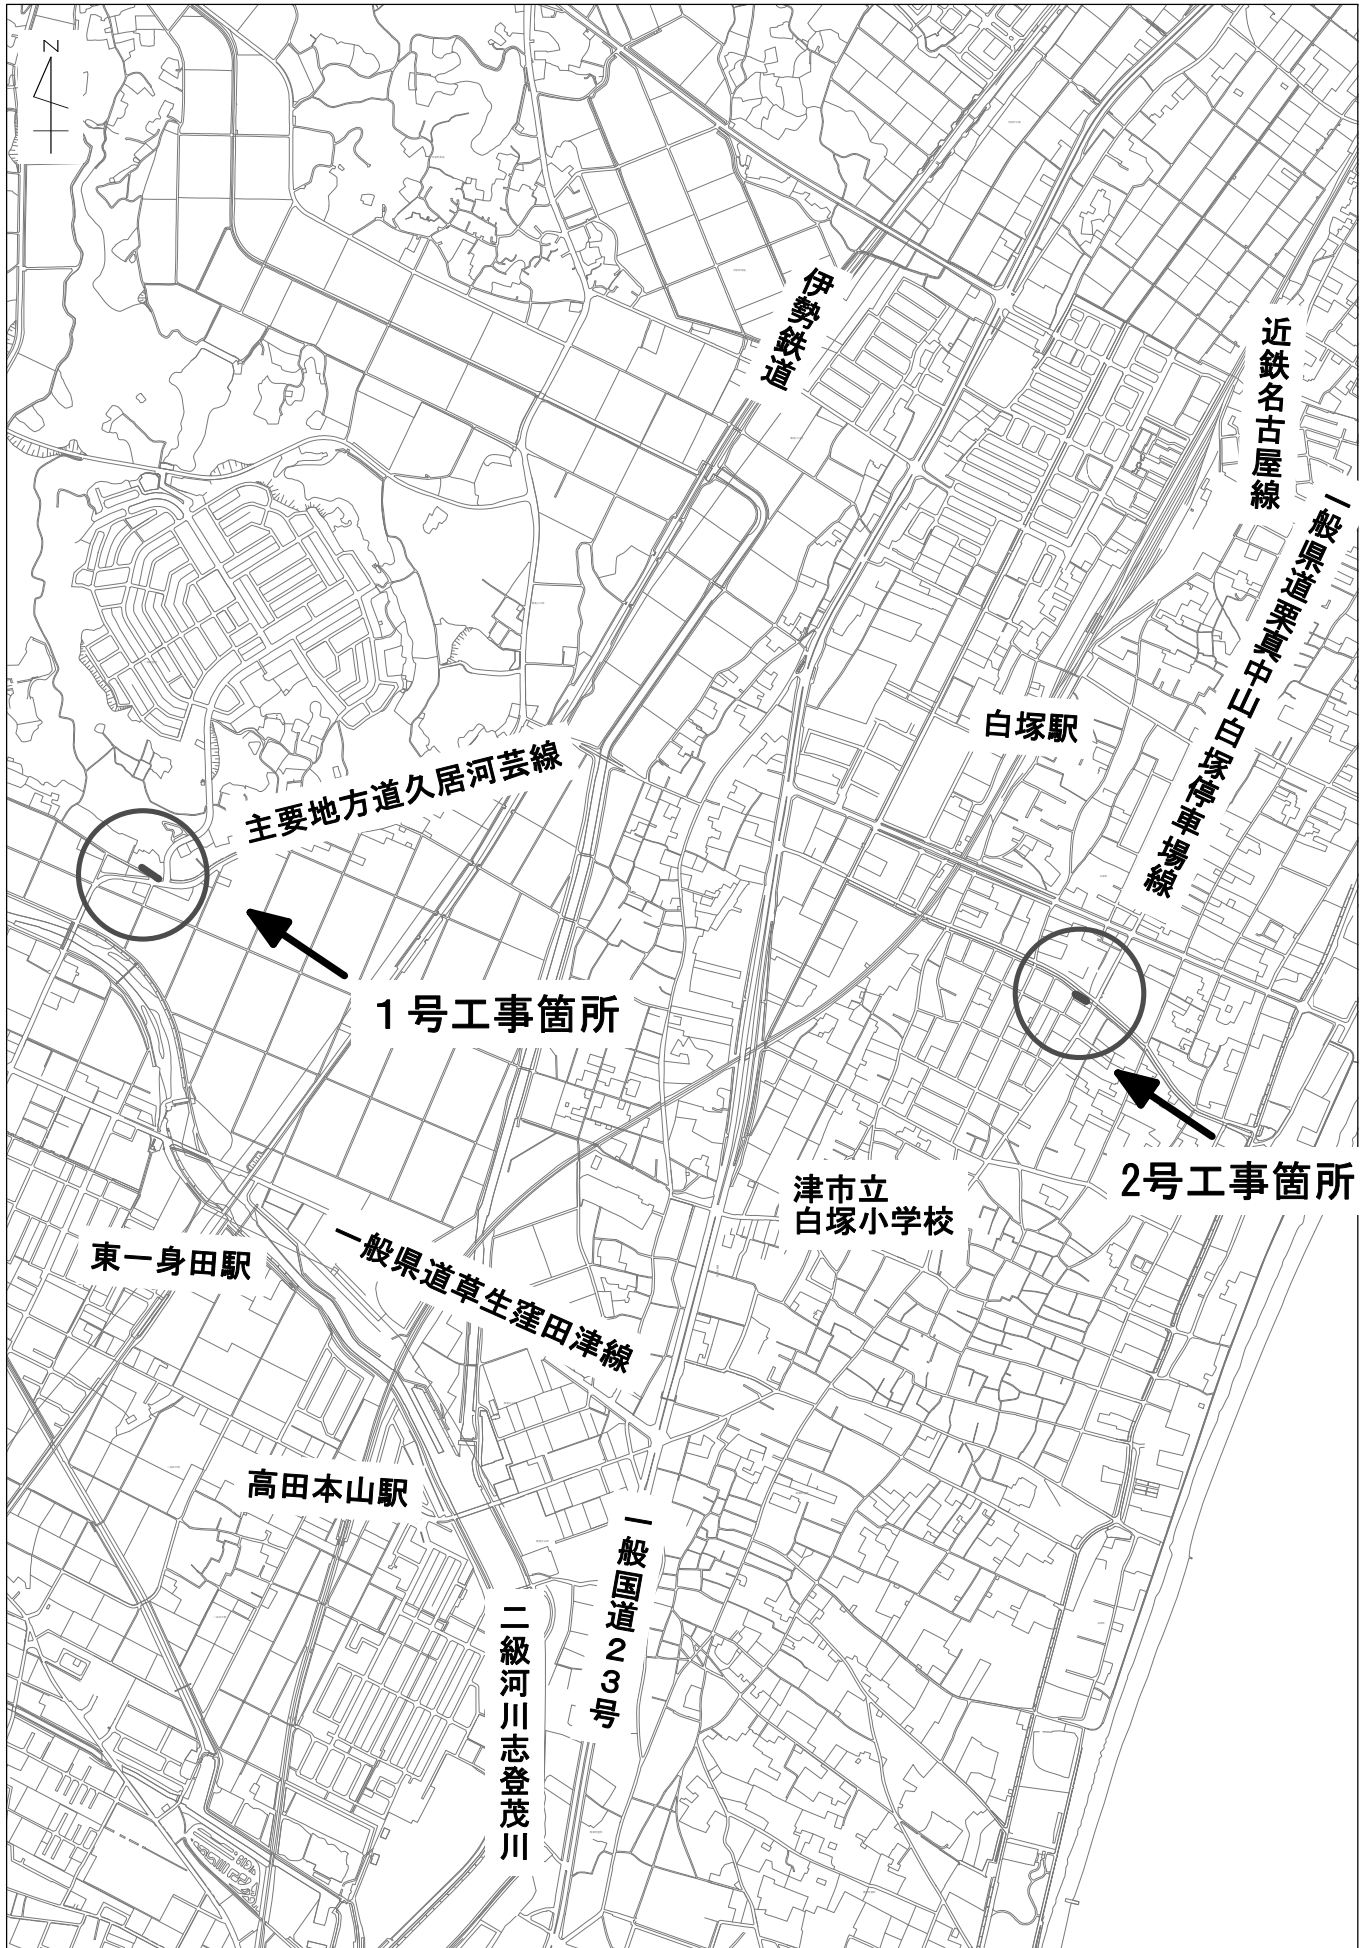 N
伊勢鉄道
近鉄名古屋線
一般県道栗真中山白塚停車場線
白塚駅
主要地方道久居河芸線
１号工事箇所
2号工事箇所
津市立
白塚小学校
東一身田駅
一般県道草生窪田津線
高田本山駅
一般国道２３号
二級河川志登茂川